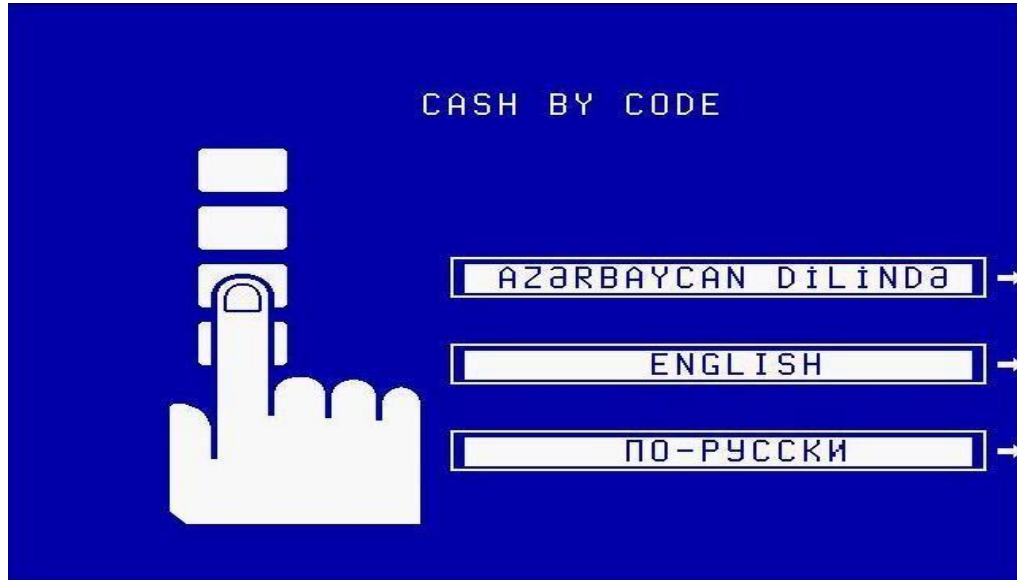 CASH BY CODE
AZƏRBAYCAN DİLİNDƏ
ENGLISH
ПО-РУССКИ